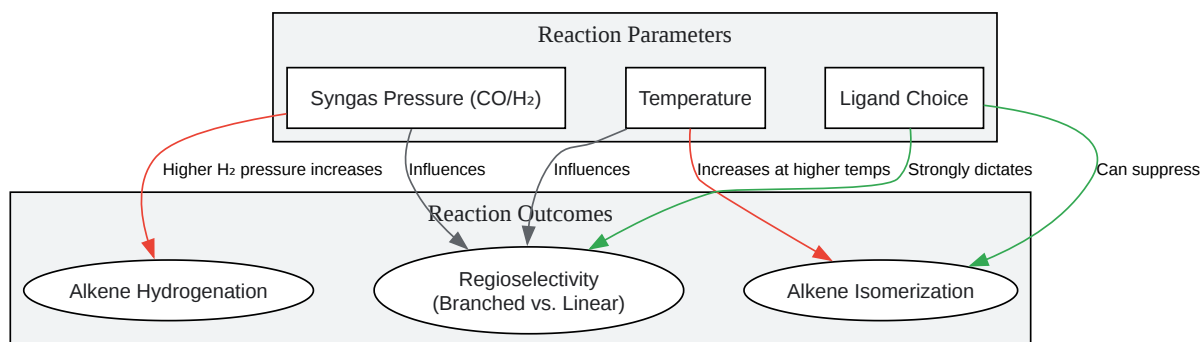 Reaction Parameters
Syngas Pressure (CO/H₂)
Temperature
Ligand Choice
Higher H₂ pressure increases
Influences
Influences
Increases at higher temps
Strongly dictates
Can suppress
Reaction Outcomes
Alkene Hydrogenation
Regioselectivity
(Branched vs. Linear)
Alkene Isomerization